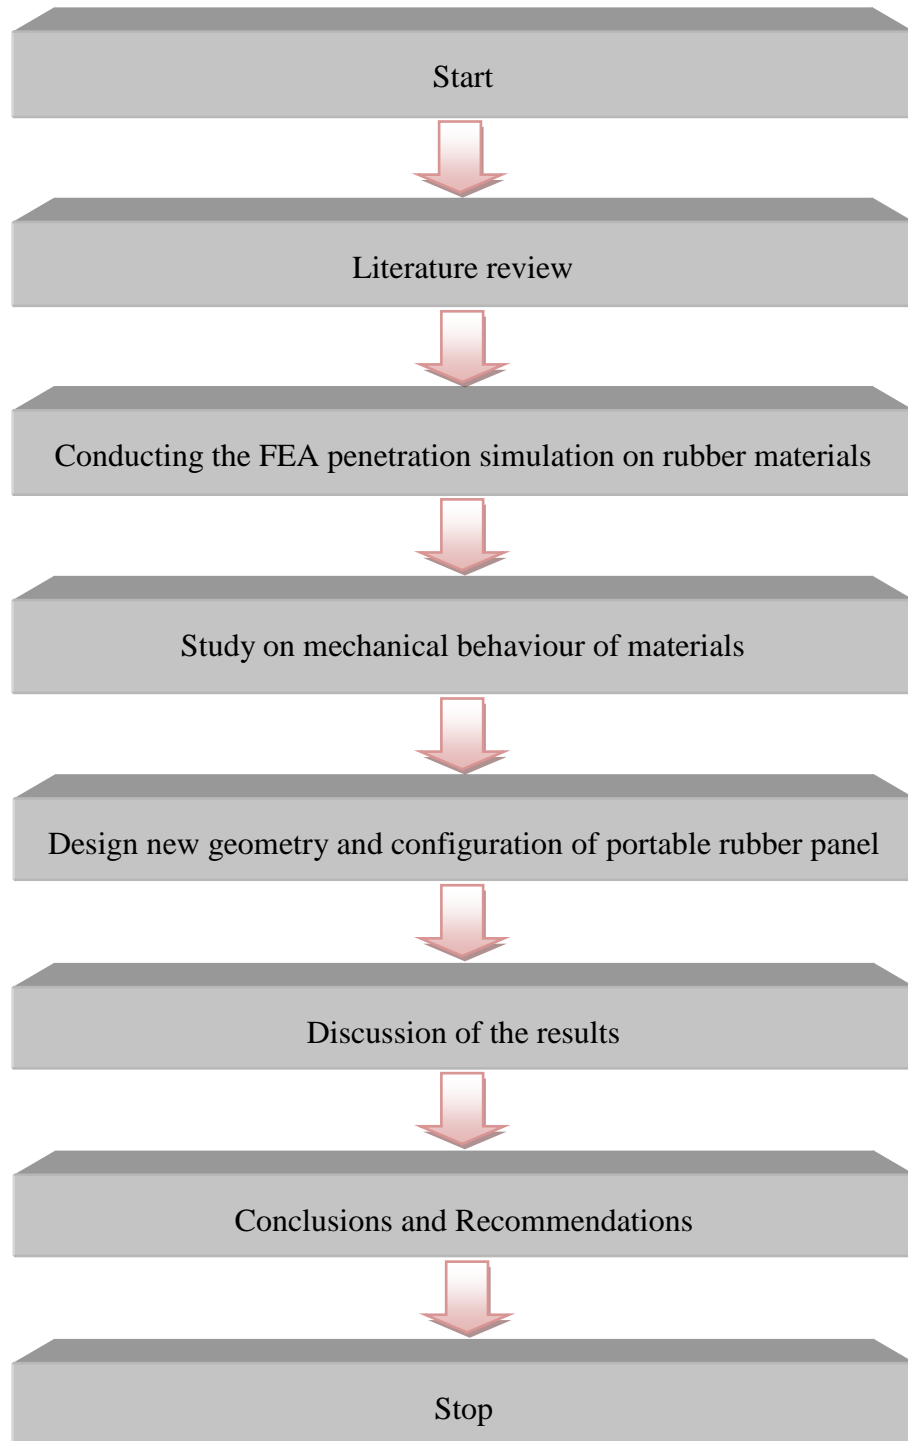 Start
Literature review
Conducting the FEA penetration simulation on rubber materials
Study on mechanical behaviour of materials
Design new geometry and configuration of portable rubber panel
Discussion of the results
Conclusions and Recommendations
Stop